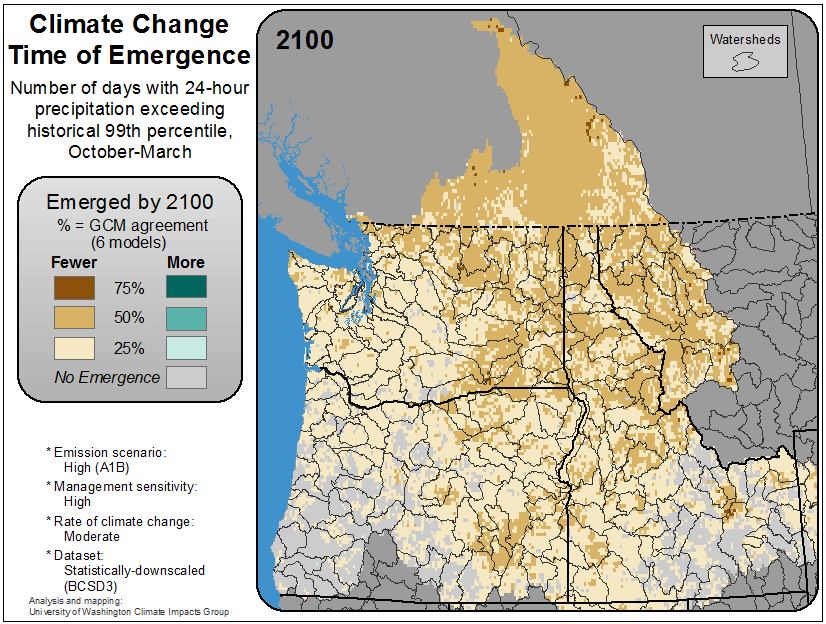 Climate Change
Time of Emergence
Number of days with 24-hour
precipitation exceeding
historical 99th percentile,
October-March
Emerged by 2100
% = GCM agreement
(6 models)
Fewer More
75%
50%
25%
No Emergence
* Emission scenario:
High (A1B)
* Management sensitivity:
High
* Rate of climate change:
Moderate
* Dataset:
Statistically-downscaled
(BCSD3)
Analysis and mapping:
University of Washington Climate Impacts Group
2100
Watersheds